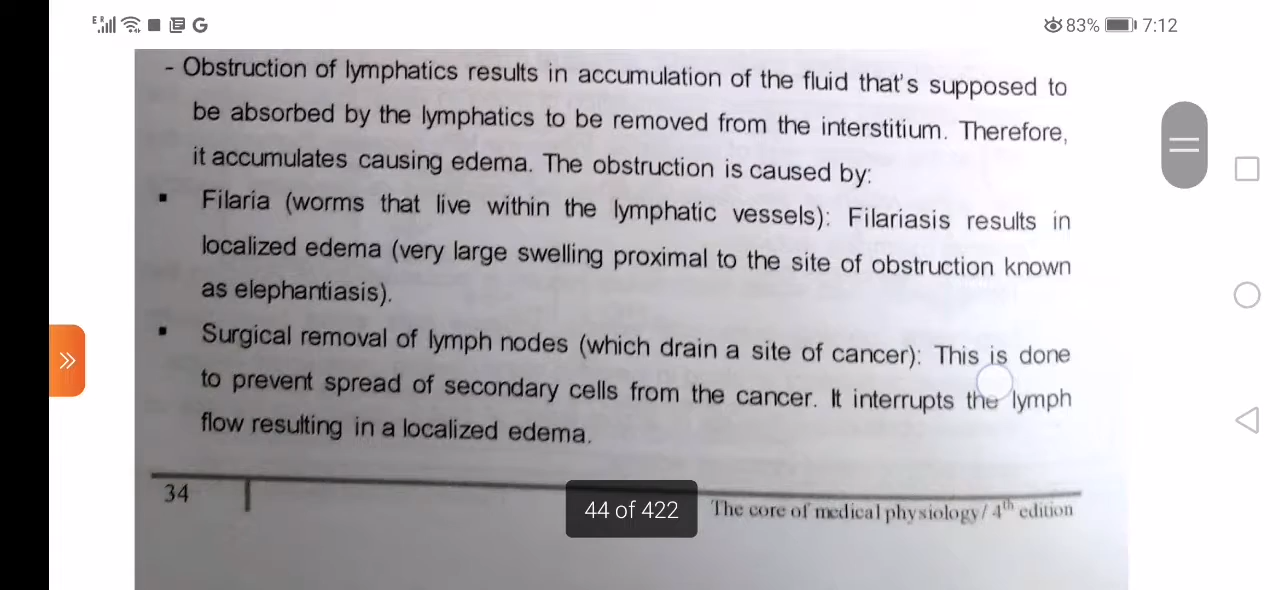 E R
83% 7:12
G
- Obstruction of lymphatics results in accumulation of the fluid that's supposed to
be absorbed by the lymphatics to be removed from the interstitium. Therefore,
it accumulates causing edema. The obstruction is caused by:
▪ Filaria (worms that live within the lymphatic vessels): Filariasis results in
localized edema (very large swelling proximal to the site of obstruction known
as elephantiasis).
▪ Surgical removal of lymph nodes (which drain a site of cancer): This is done
to prevent spread of secondary cells from the cancer. It interrupts the lymph
flow resulting in a localized edema.
34
44 of 422
The core of medical physiology/ 4th edition